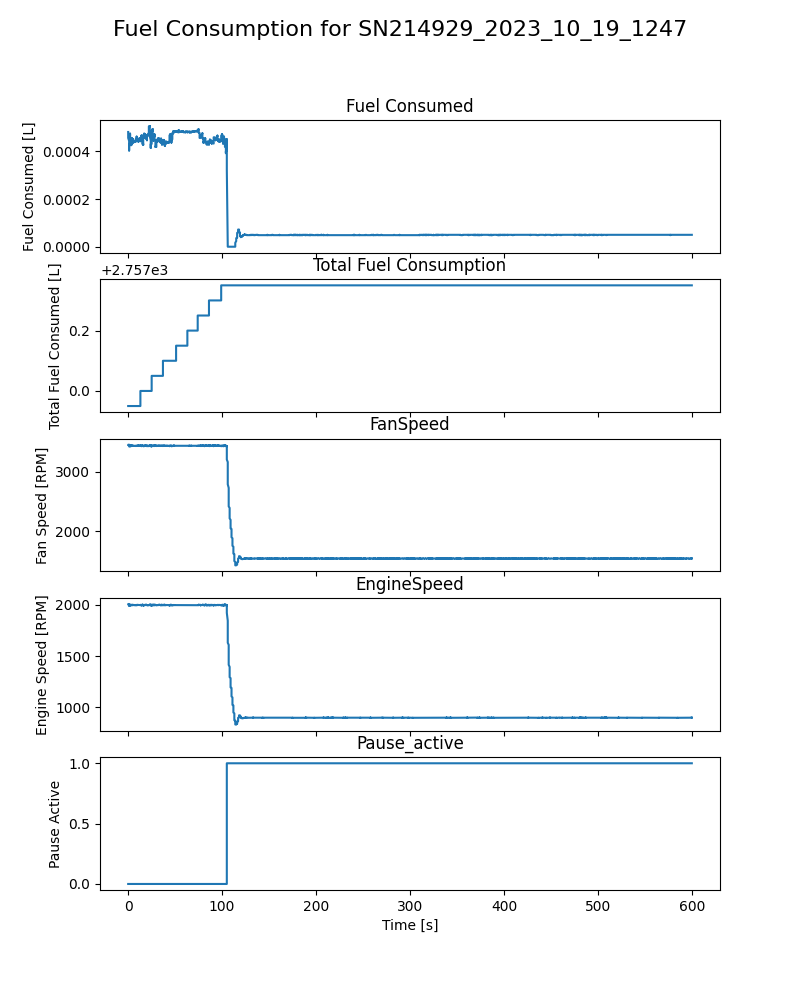 Fuel Consumption for SN214929_2023_10_19_1247
Fuel Consumed
Fuel Consumed [L]
0.0004
0.0002
0.0000
Total Fuel Consumption
+2.757e3
Total Fuel Consumed [L]
0.2
0.0
FanSpeed
Fan Speed [RPM]
3000
2000
EngineSpeed
Engine Speed [RPM]
2000
1500
1000
Pause_active
Pause Active
1.0
0.5
0.0
0 100 200 300 400 500 600
Time [s]